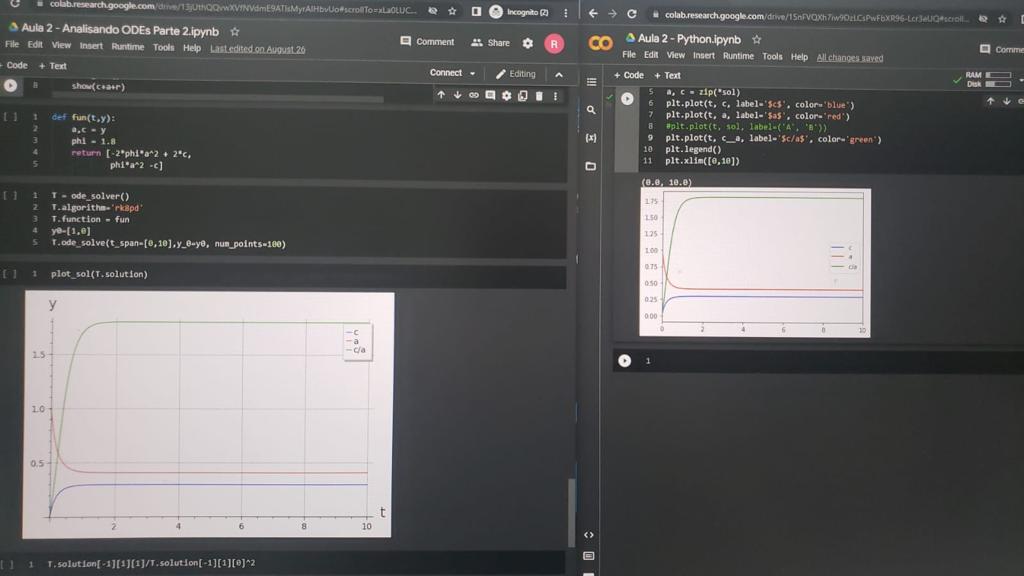 colab.research.google.com/drive/13jUthQQvwXVfNVdmE9ATIsMyrAIHbvUo#scrollTo=xLa0LUC...
Incognito (2)
Aula 2 - Analisando ODEs Parte 2.ipynb
File Edit View Insert Runtime Tools Help Last edited on August 26
Comment Share R
Code + Text
Connect Editing
8 show(c+a+r)
[ ] 1 def fun(t,y):
2 a,c = y
3 phi = 1.8
4 return [-2*phi*a^2 + 2*c,
5 phi*a^2 -c]
[ ] 1 T = ode_solver()
2 T.algorithm='rk8pd'
3 T.function = fun
4 y0=[1,0]
5 T.ode_solve(t_span=[0,10],y_0=y0, num_points=100)
[ ] 1 plot_sol(T.solution)
y
c
a
c/a
1.5
1.0
0.5
2 4 6 8 10
t
[ ] 1 T.solution[-1][1][1]/T.solution[-1][1][0]^2
colab.research.google.com/drive/15nFVQXh7iw9DzLCsPwFbXR96-Lcr3eUQ#scroll...
Aula 2 - Python.ipynb
File Edit View Insert Runtime Tools Help All changes saved
Comme
+ Code + Text
RAM
Disk
{x}
5 a, c = zip(*sol)
6 plt.plot(t, c, label='$c$', color='blue')
7 plt.plot(t, a, label='$a$', color='red')
8 #plt.plot(t, sol, label=('A', 'B'))
9 plt.plot(t, c__a, label='$c/a$', color='green')
10 plt.legend()
11 plt.xlim([0,10])
(0.0, 10.0)
1.75
1.50
1.25
1.00
0.75
0.50
0.25
0.00
c
a
c/a
0 2 4 6 8 10
1